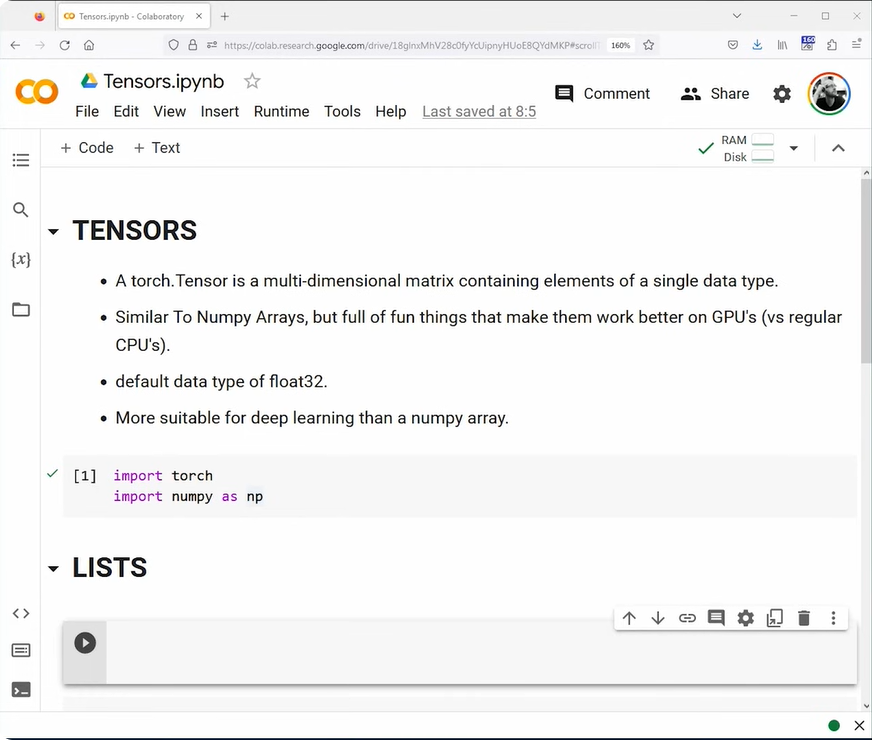 Tensors.ipynb - Colaboratory
https://colab.research.google.com/drive/18glnxMhV28c0fyYcUipnyHUoE8QYdMKP#scrollT
160%
160
Tensors.ipynb
Comment
Share
File Edit View Insert Runtime Tools Help Last saved at 8:5
+ Code + Text
RAM
Disk
{x}
TENSORS
• A torch.Tensor is a multi-dimensional matrix containing elements of a single data type.
• Similar To Numpy Arrays, but full of fun things that make them work better on GPU's (vs regular
CPU's).
• default data type of float32.
• More suitable for deep learning than a numpy array.
[1] import torch
import numpy as np
LISTS